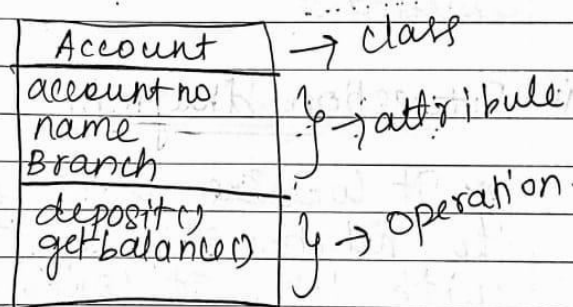 Account → class
account no
name } → attribute
Branch
deposit()
getbalance() } → operation